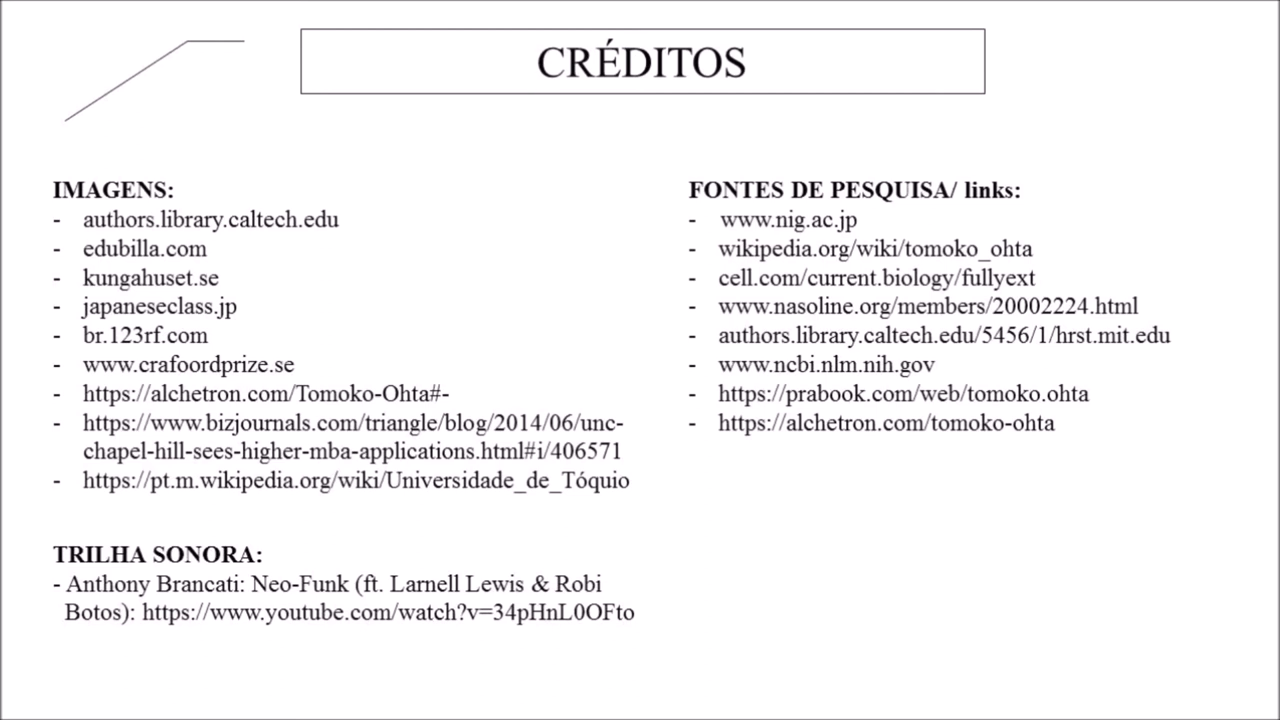 CRÉDITOS
IMAGENS:
- authors.library.caltech.edu
- edubilla.com
- kungahuset.se
- japaneseclass.jp
- br.123rf.com
- www.crafoordprize.se
- https://alchetron.com/Tomoko-Ohta#-
- https://www.bizjournals.com/triangle/blog/2014/06/unc-
chapel-hill-sees-higher-mba-applications.html#i/406571
- https://pt.m.wikipedia.org/wiki/Universidade_de_Tóquio
TRILHA SONORA:
- Anthony Brancati: Neo-Funk (ft. Larnell Lewis & Robi
Botos): https://www.youtube.com/watch?v=34pHnL0OFto
FONTES DE PESQUISA/ links:
- www.nig.ac.jp
- wikipedia.org/wiki/tomoko_ohta
- cell.com/current.biology/fullyext
- www.nasoline.org/members/20002224.html
- authors.library.caltech.edu/5456/1/hrst.mit.edu
- www.ncbi.nlm.nih.gov
- https://prabook.com/web/tomoko.ohta
- https://alchetron.com/tomoko-ohta